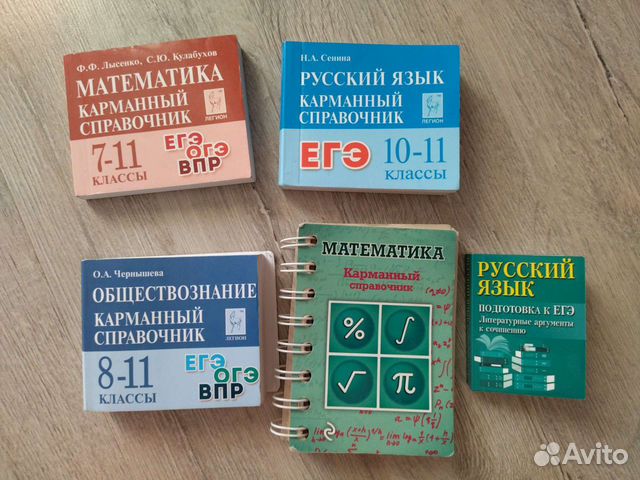 Ф.Ф. Лысенко, С.Ю. Кулабухов
МАТЕМАТИКА
КАРМАННЫЙ
СПРАВОЧНИК
ЛЕГИОН
7-11
КЛАССЫ
ЕГЭ
ОГЭ
ВПР
Н.А. Сенина
РУССКИЙ ЯЗЫК
КАРМАННЫЙ
СПРАВОЧНИК
ЛЕГИОН
ЕГЭ
10-11
КЛАССЫ
О.А. Чернышева
ОБЩЕСТВОЗНАНИЕ
КАРМАННЫЙ
СПРАВОЧНИК
ЛЕГИОН
8-11
КЛАССЫ
ЕГЭ
ОГЭ
ВПР
МАТЕМАТИКА
Карманный
справочник
% ∫
√ π
РУССКИЙ
ЯЗЫК
ПОДГОТОВКА К ЕГЭ
Литературные аргументы
к сочинению
Avito